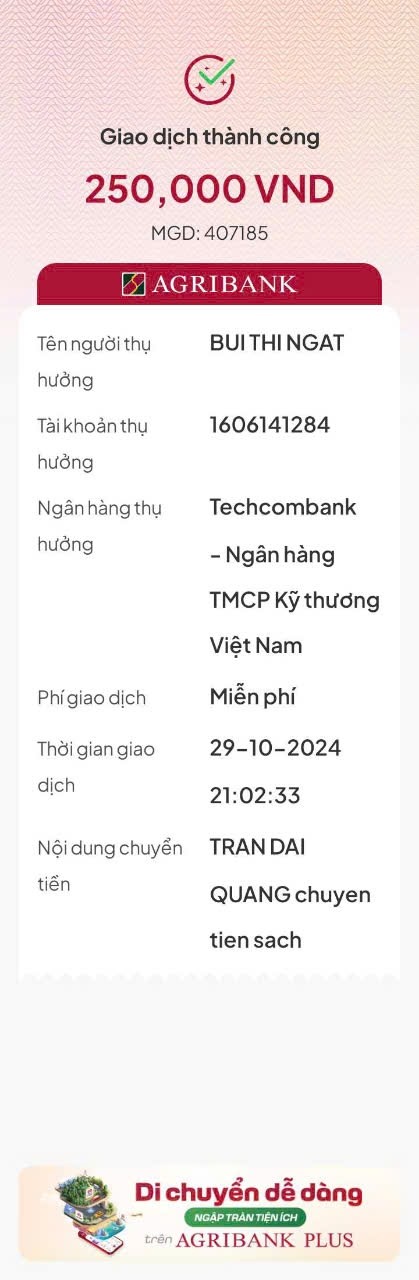 Giao dịch thành công
250,000 VND
MGD: 407185
AGRIBANK
Tên người thụ hưởng
BUI THI NGAT
Tài khoản thụ hưởng
1606141284
Ngân hàng thụ hưởng
Techcombank
- Ngân hàng
TMCP Kỹ thương
Việt Nam
Phí giao dịch
Miễn phí
Thời gian giao dịch
29-10-2024
21:02:33
Nội dung chuyển tiền
TRAN DAI
QUANG chuyen
tien sach
Di chuyển dễ dàng
NGẬP TRÀN TIỆN ÍCH
trên AGRIBANK PLUS